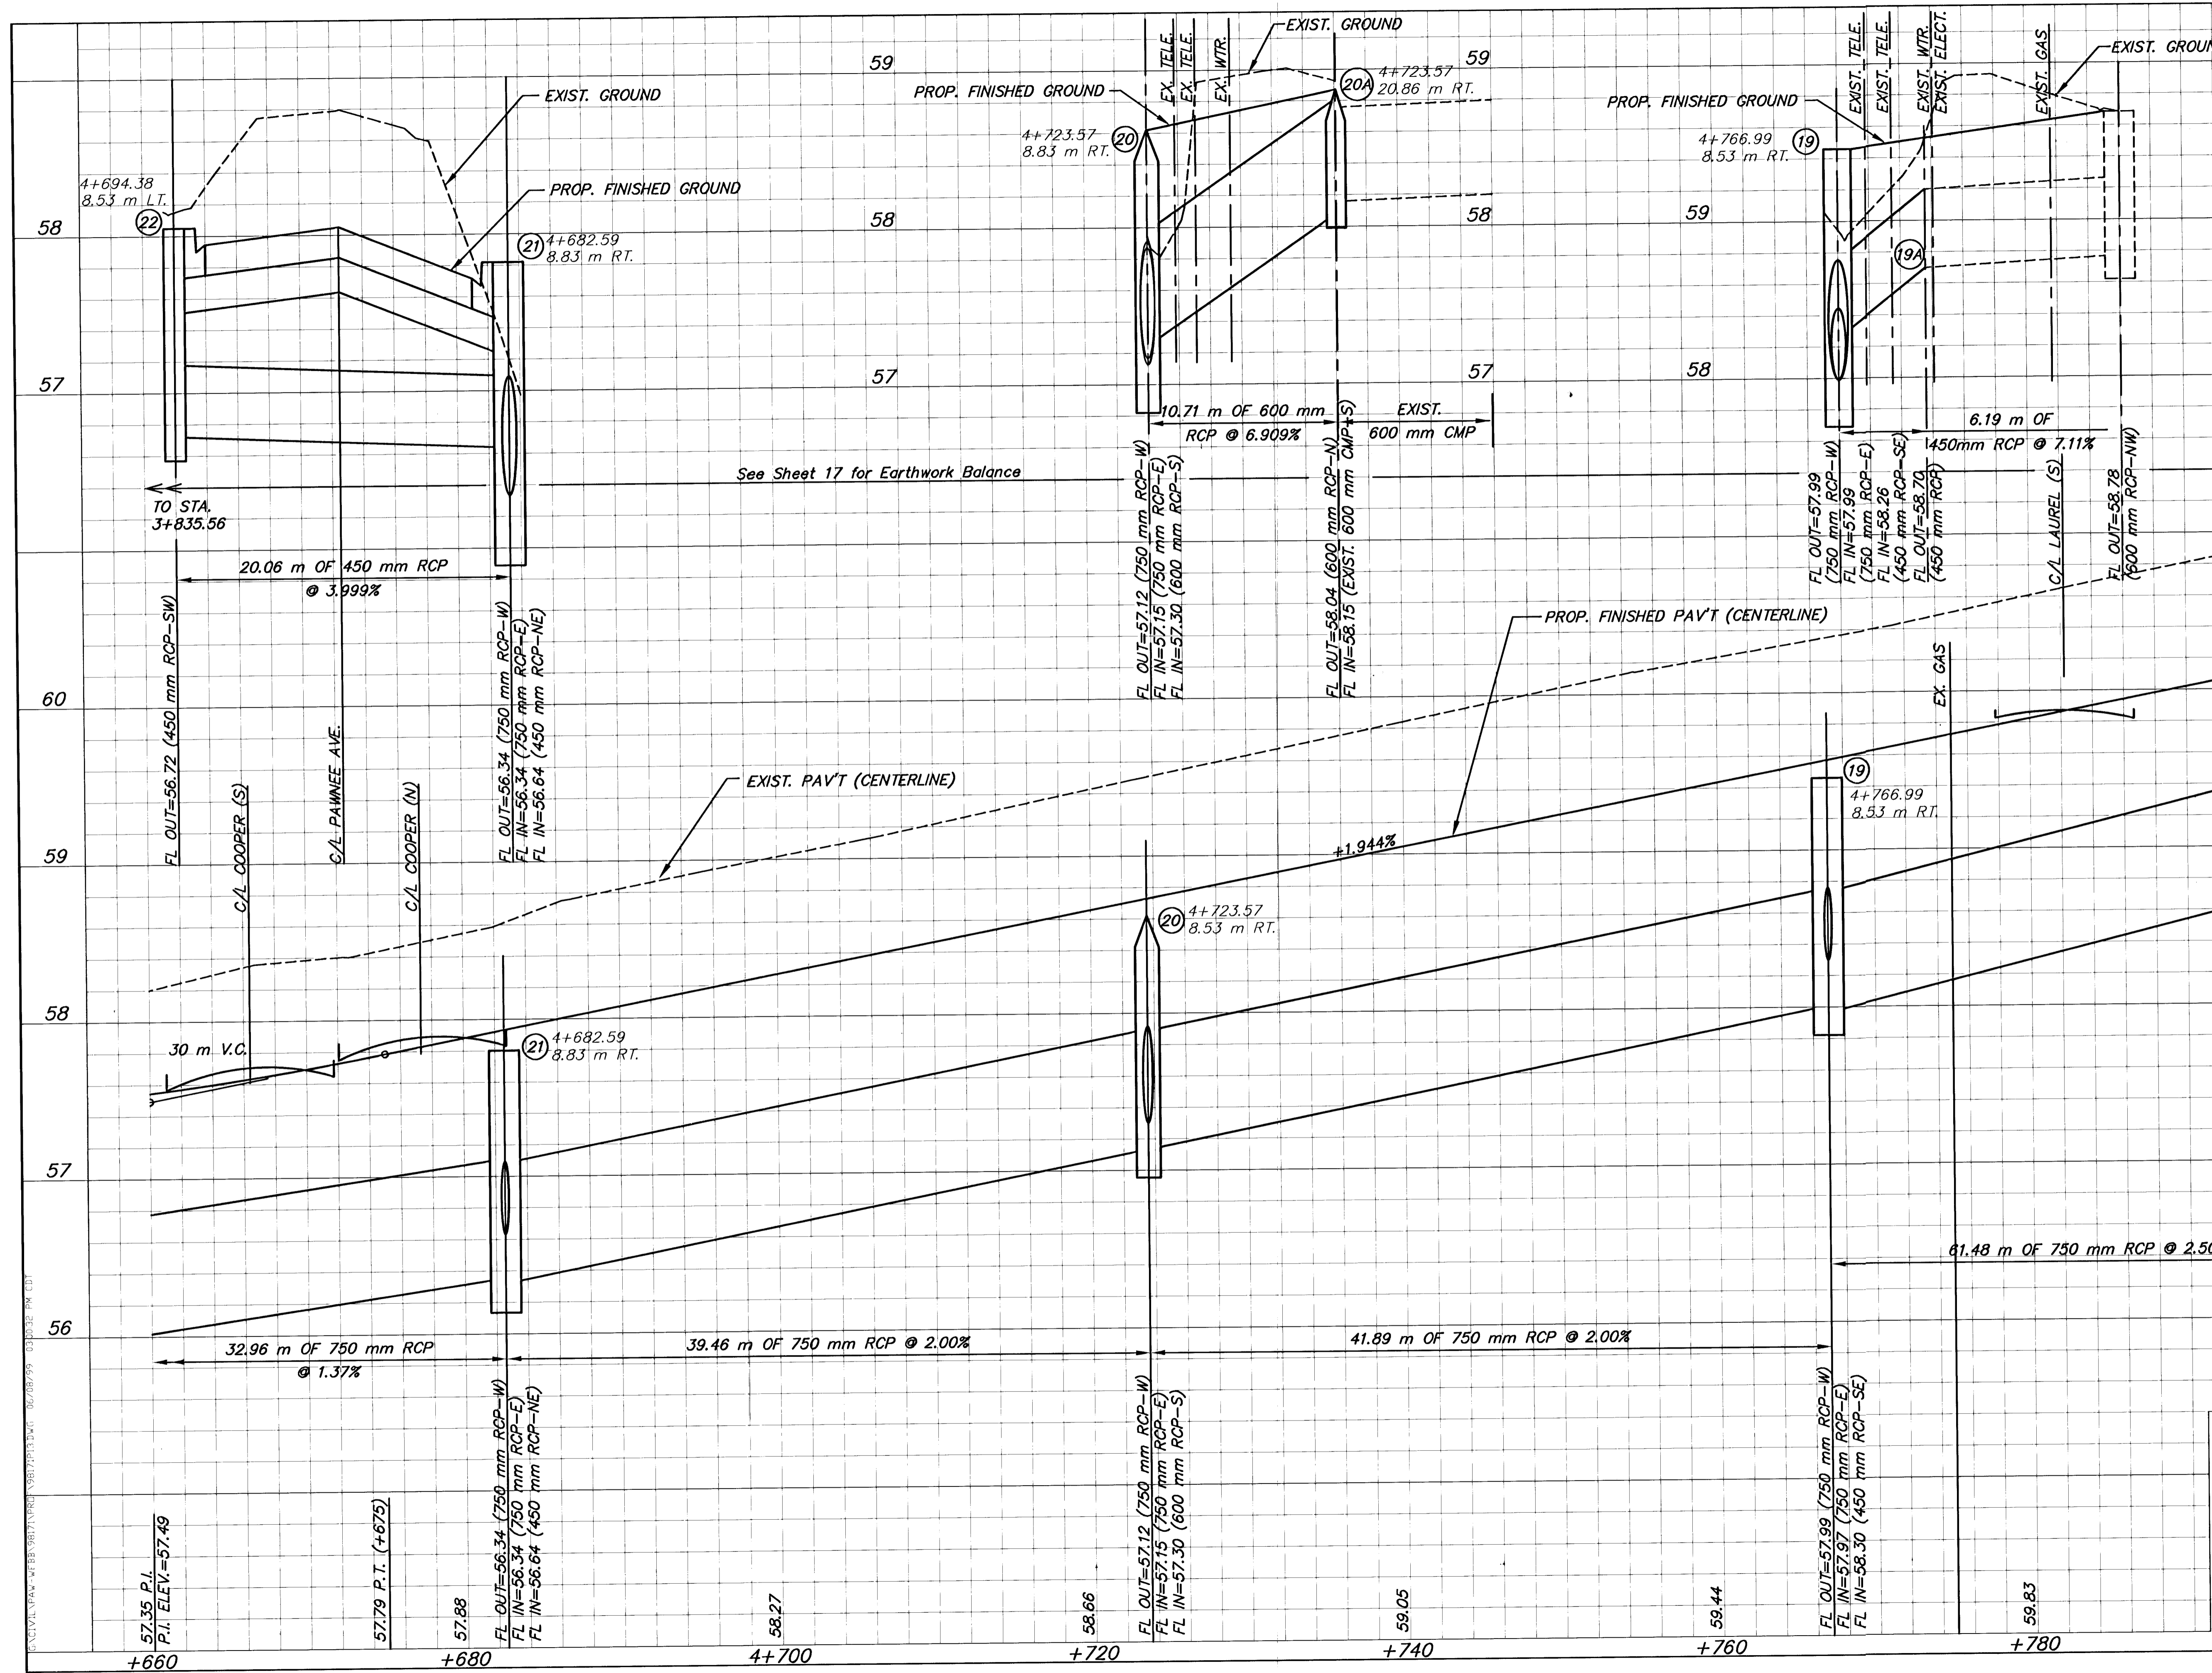 EXIST. GROUND
PROP. FINISHED GROUND
4+694.38
8.53 m LT.
22
21
4+682.59
8.83 m RT.
58
57
TO STA.
3+835.56
20.06 m OF 450 mm RCP
@ 3.999%
See Sheet 17 for Earthwork Balance
FL OUT=56.72 (450 mm RCP-SW)
C/L PAWNEE AVE.
FL OUT=56.34 (750 mm RCP-W)
FL IN=56.34 (750 mm RCP-E)
FL IN=56.64 (450 mm RCP-NE)
59
58
57
EXIST. GROUND
PROP. FINISHED GROUND
EX. TELE.
EX. TELE.
EX. WTR.
4+723.57
8.83 m RT.
20
20A
4+723.57
20.86 m RT.
59
58
57
10.71 m OF 600 mm
RCP @ 6.909%
EXIST.
600 mm CMP
FL OUT=57.12 (750 mm RCP-W)
FL IN=57.15 (750 mm RCP-E)
FL IN=57.30 (600 mm RCP-S)
FL OUT=58.04 (600 mm RCP-N)
FL IN=58.15 (EXIST. 600 mm CMP-S)
EXIST. TELE.
EXIST. TELE.
EXIST. WTR.
EXIST. ELECT.
EXIST. GAS
EXIST. GROUN
PROP. FINISHED GROUND
4+766.99
8.53 m RT.
19
19A
59
58
6.19 m OF
450mm RCP @ 7.11%
FL OUT=57.99
(750 mm RCP-W)
FL IN=57.99
(750 mm RCP-E)
FL IN=58.26
(450 mm RCP-SE)
FL OUT=58.70
(450 mm RCP)
C/L LAUREL (S)
FL OUT=58.78
(600 mm RCP-NW)
60
59
58
57
56
C/L COOPER (S)
C/L COOPER (N)
EXIST. PAV'T (CENTERLINE)
PROP. FINISHED PAV'T (CENTERLINE)
EX. GAS
+1.944%
30 m V.C.
21
4+682.59
8.83 m RT.
20
4+723.57
8.53 m RT.
19
4+766.99
8.53 m RT.
32.96 m OF 750 mm RCP
@ 1.37%
39.46 m OF 750 mm RCP @ 2.00%
41.89 m OF 750 mm RCP @ 2.00%
61.48 m OF 750 mm RCP @ 2.50
57.35 P.I.
P.I. ELEV.=57.49
57.79 P.T. (+675)
57.88
FL OUT=56.34 (750 mm RCP-W)
FL IN=56.34 (750 mm RCP-E)
FL IN=56.64 (450 mm RCP-NE)
58.27
58.66
FL OUT=57.12 (750 mm RCP-W)
FL IN=57.15 (750 mm RCP-E)
FL IN=57.30 (600 mm RCP-S)
59.05
59.44
FL OUT=57.99 (750 mm RCP-W)
FL IN=57.97 (750 mm RCP-E)
FL IN=58.30 (450 mm RCP-SE)
59.83
+660
+680
4+700
+720
+740
+760
+780